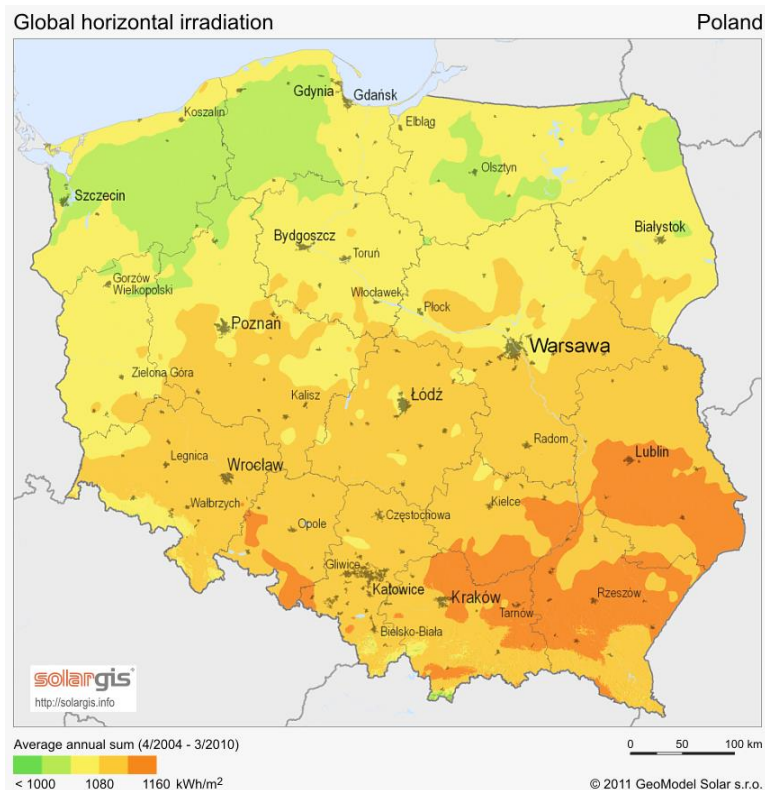 Global horizontal irradiation Poland
Gdynia
Gdańsk
Koszalin
Elbląg
Olsztyn
Szczecin
Białystok
Bydgoszcz
Toruń
Gorzów
Wielkopolski
Włocławek
Płock
Poznań
Warsawa
Zielona Góra
Kalisz
Łódź
Radom
Lublin
Legnica
Wrocław
Wałbrzych
Kielce
Opole
Częstochowa
Gliwice
Katowice
Kraków
Rzeszów
Tarnów
Bielsko-Biała
solargis
http://solargis.info
Average annual sum (4/2004 - 3/2010)
0 50 100 km
< 1000 1080 1160 kWh/m²
© 2011 GeoModel Solar s.r.o.